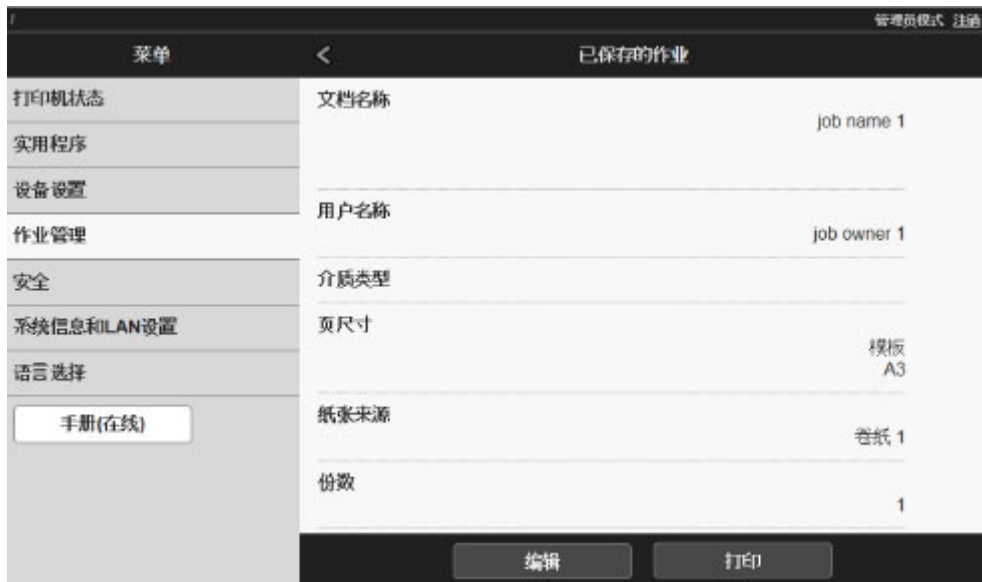 /
管理员模式 注销
菜单
< 已保存的作业
打印机状态
实用程序
设备设置
作业管理
安全
系统信息和LAN设置
语言选择
手册(在线)
文档名称
job name 1
用户名称
job owner 1
介质类型
页尺寸
模板
A3
纸张来源
卷纸 1
份数
1
编辑
打印